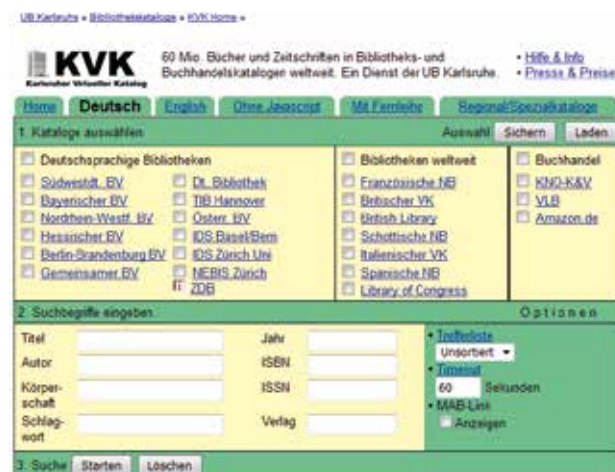 UB Karlsruhe » Bibliothekskataloge » KVK Home »
KVK
Karlsruher Virtueller Katalog
60 Mio. Bücher und Zeitschriften in Bibliotheks- und
Buchhandelskatalogen weltweit. Ein Dienst der UB Karlsruhe.
• Hilfe & Info
• Presse & Preise
Home Deutsch English Ohne Javascript Mit Fernleihe Regional/Spezialkataloge
1. Kataloge auswählen Auswahl Sichern Laden
Deutschsprachige Bibliotheken
Südwestdt. BV
Bayerischer BV
Nordrhein-Westf. BV
Hessischer BV
Berlin-Brandenburg BV
Gemeinsamer BV
Dt. Bibliothek
TIB Hannover
Österr. BV
IDS Basel/Bern
IDS Zürich Uni
NEBIS Zürich
ZDB
Bibliotheken weltweit
Französische NB
Britischer VK
British Library
Schottische NB
Italienischer VK
Spanische NB
Library of Congress
Buchhandel
KNO-K&V
VLB
Amazon.de
2. Suchbegriffe eingeben Optionen
Titel Jahr
Autor ISBN
Körper-
schaft ISSN
Schlag-
wort Verlag
• Trefferliste
Unsortiert
• Timeout
60 Sekunden
• MAB-Link
Anzeigen
3. Suche Starten Löschen